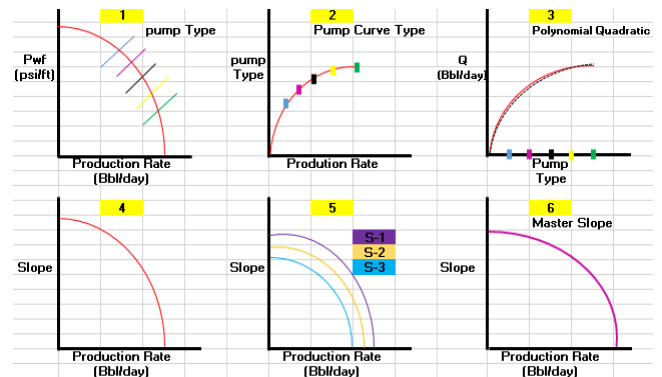 1
pump Type
Pwf
(psi/ft)
Production Rate
(Bbl/day)
2
Pump Curve Type
pump
Type
Prodution Rate
3
Polynomial Quadratic
Q
(Bbl/day)
Pump
Type
4
Slope
Production Rate
(Bbl/day)
5
S-1
S-2
S-3
Slope
Production Rate
(Bbl/day)
6
Master Slope
Slope
Production Rate
(Bbl/day)